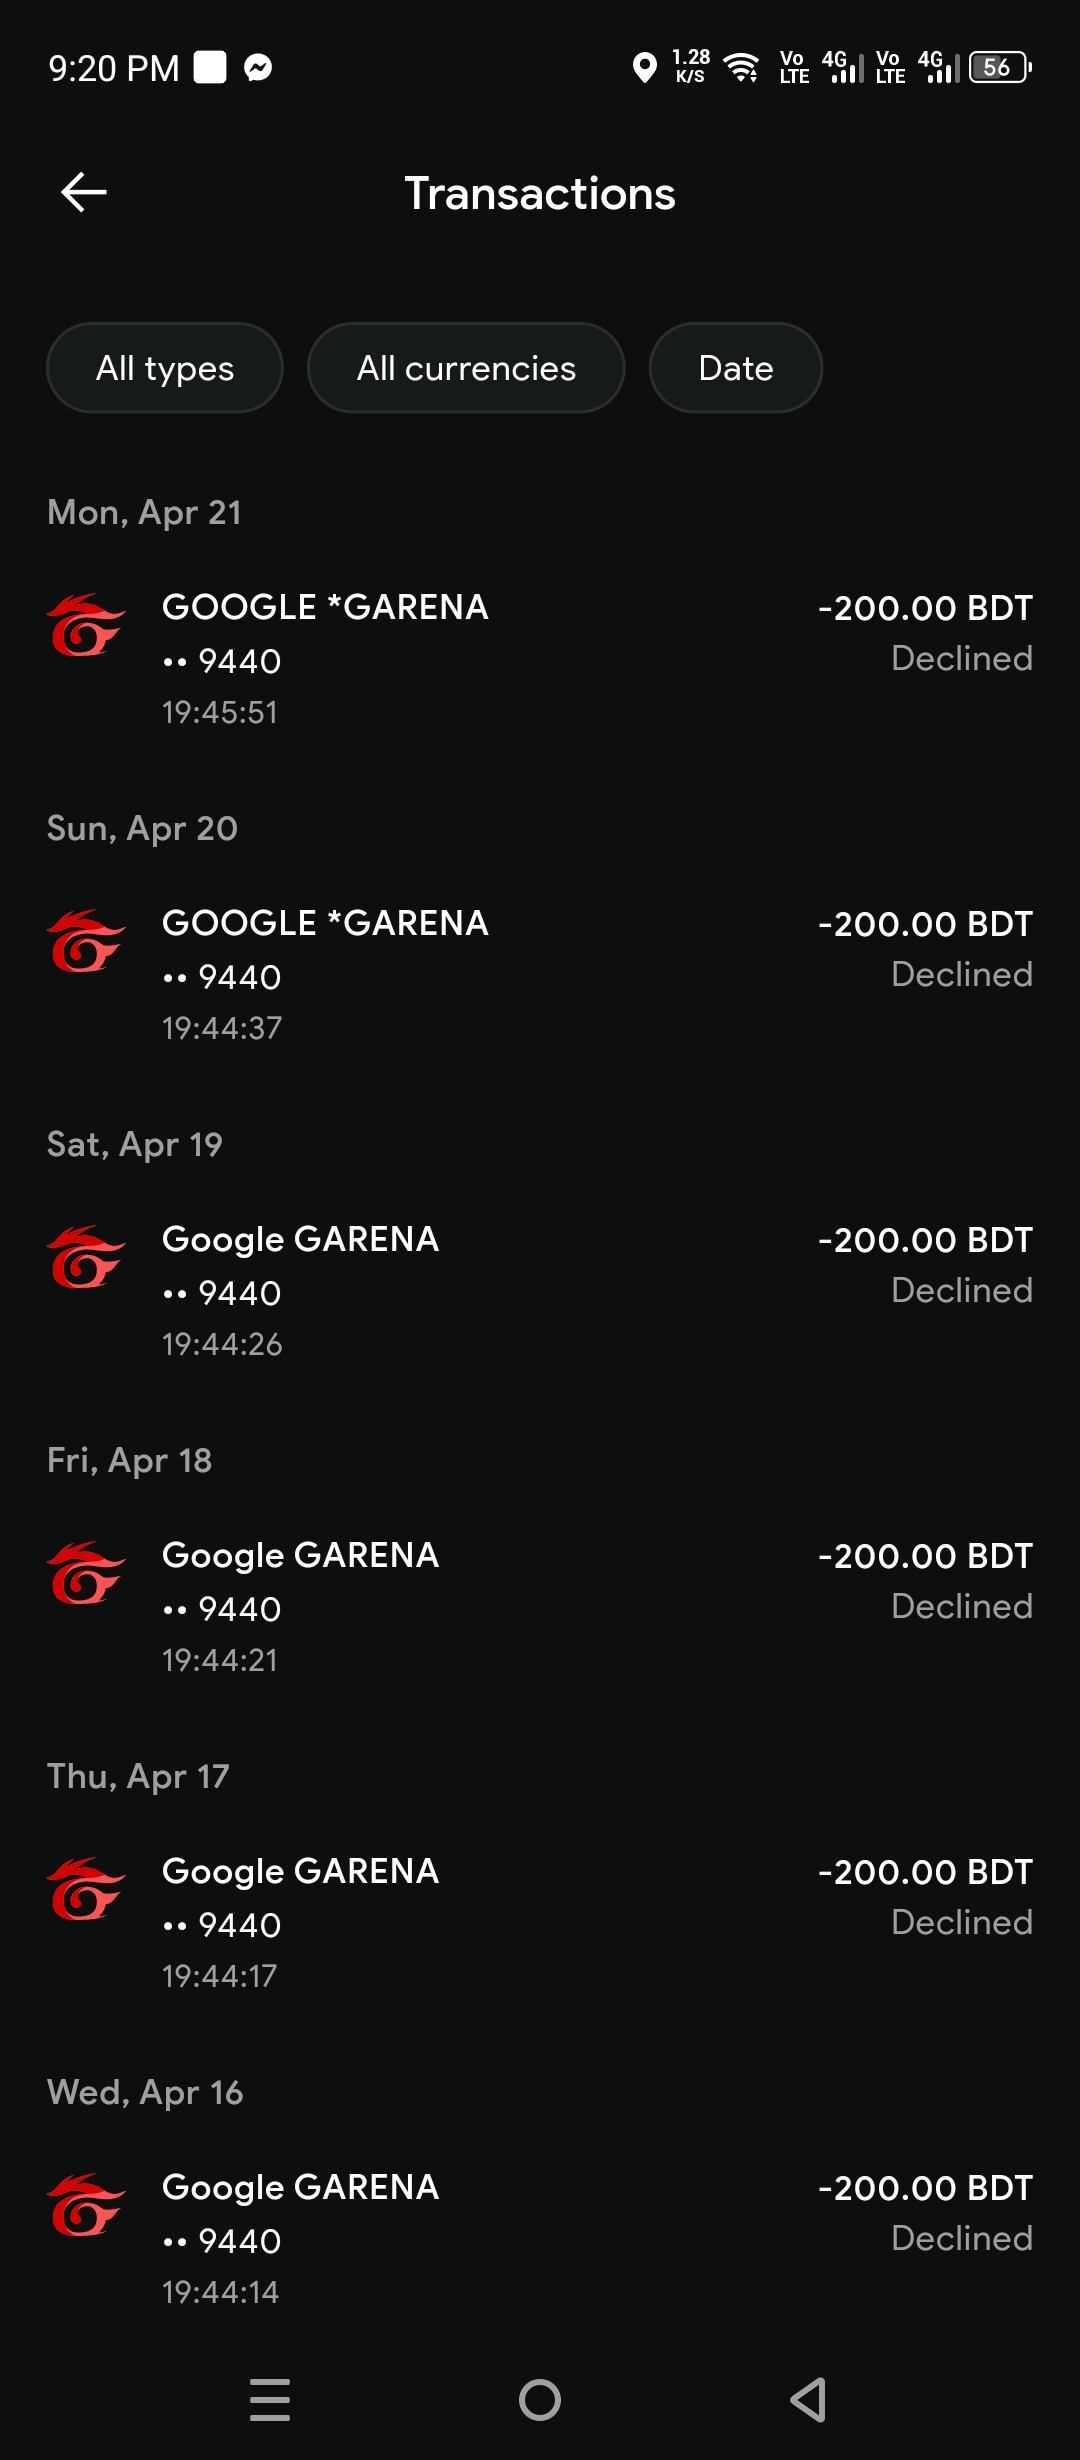 9:20 PM
1.28 K/S Vo LTE 4G Vo LTE 4G 56
Transactions
All types All currencies Date
Mon, Apr 21
GOOGLE *GARENA -200.00 BDT
•• 9440 Declined
19:45:51
Sun, Apr 20
GOOGLE *GARENA -200.00 BDT
•• 9440 Declined
19:44:37
Sat, Apr 19
Google GARENA -200.00 BDT
•• 9440 Declined
19:44:26
Fri, Apr 18
Google GARENA -200.00 BDT
•• 9440 Declined
19:44:21
Thu, Apr 17
Google GARENA -200.00 BDT
•• 9440 Declined
19:44:17
Wed, Apr 16
Google GARENA -200.00 BDT
•• 9440 Declined
19:44:14